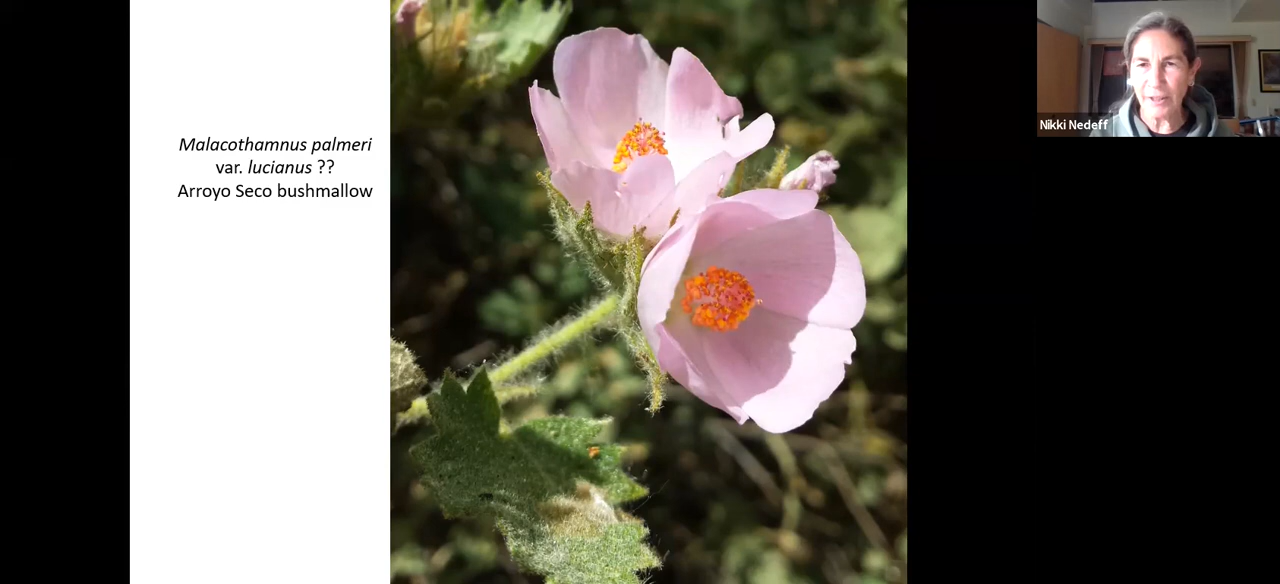 Malacothamnus palmeri
var. lucianus ??
Arroyo Seco bushmallow
Nikki Nedeff